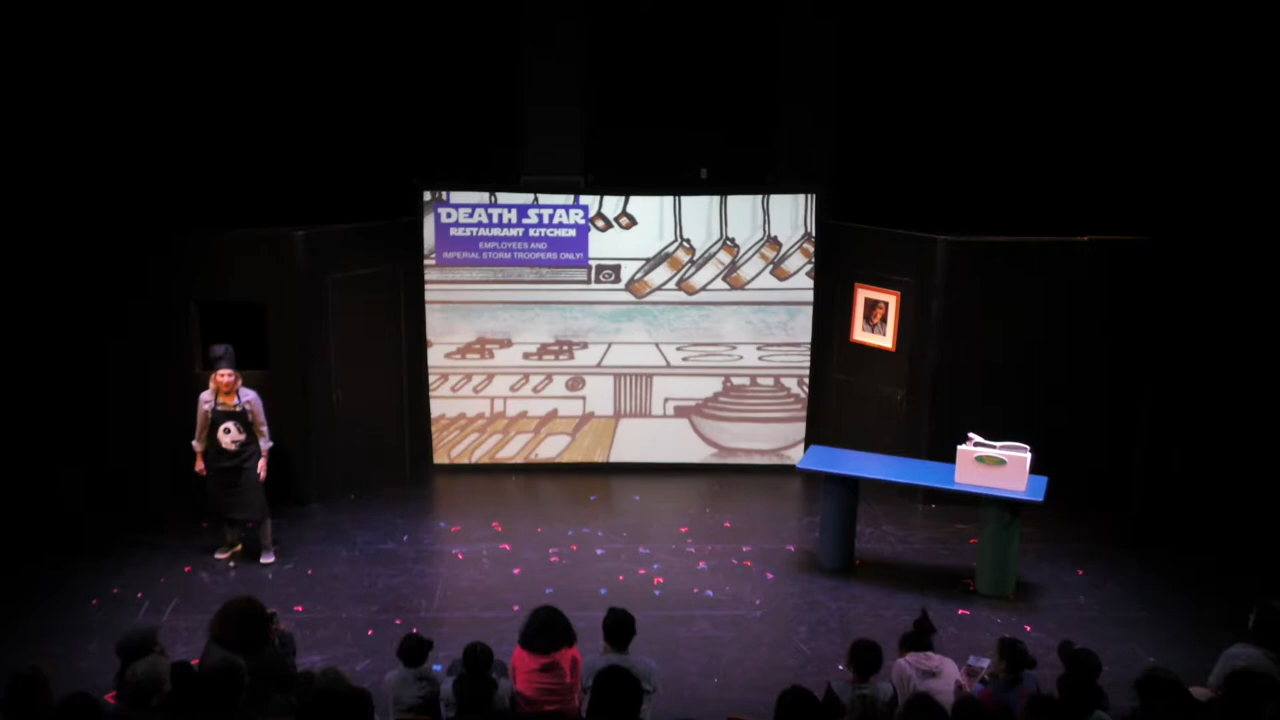 DEATH STAR
RESTAURANT KITCHEN
EMPLOYEES AND
IMPERIAL STORM TROOPERS ONLY!